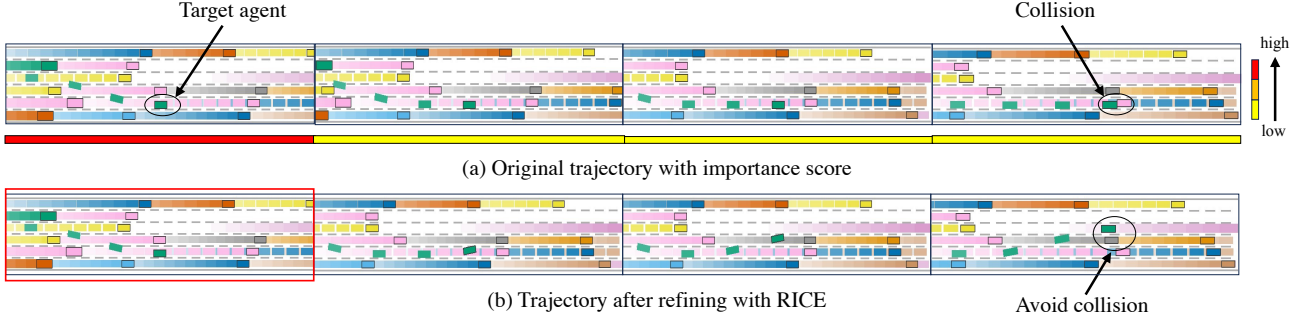 Target agent
Collision
high
low
(a) Original trajectory with importance score
(b) Trajectory after refining with RICE
Avoid collision